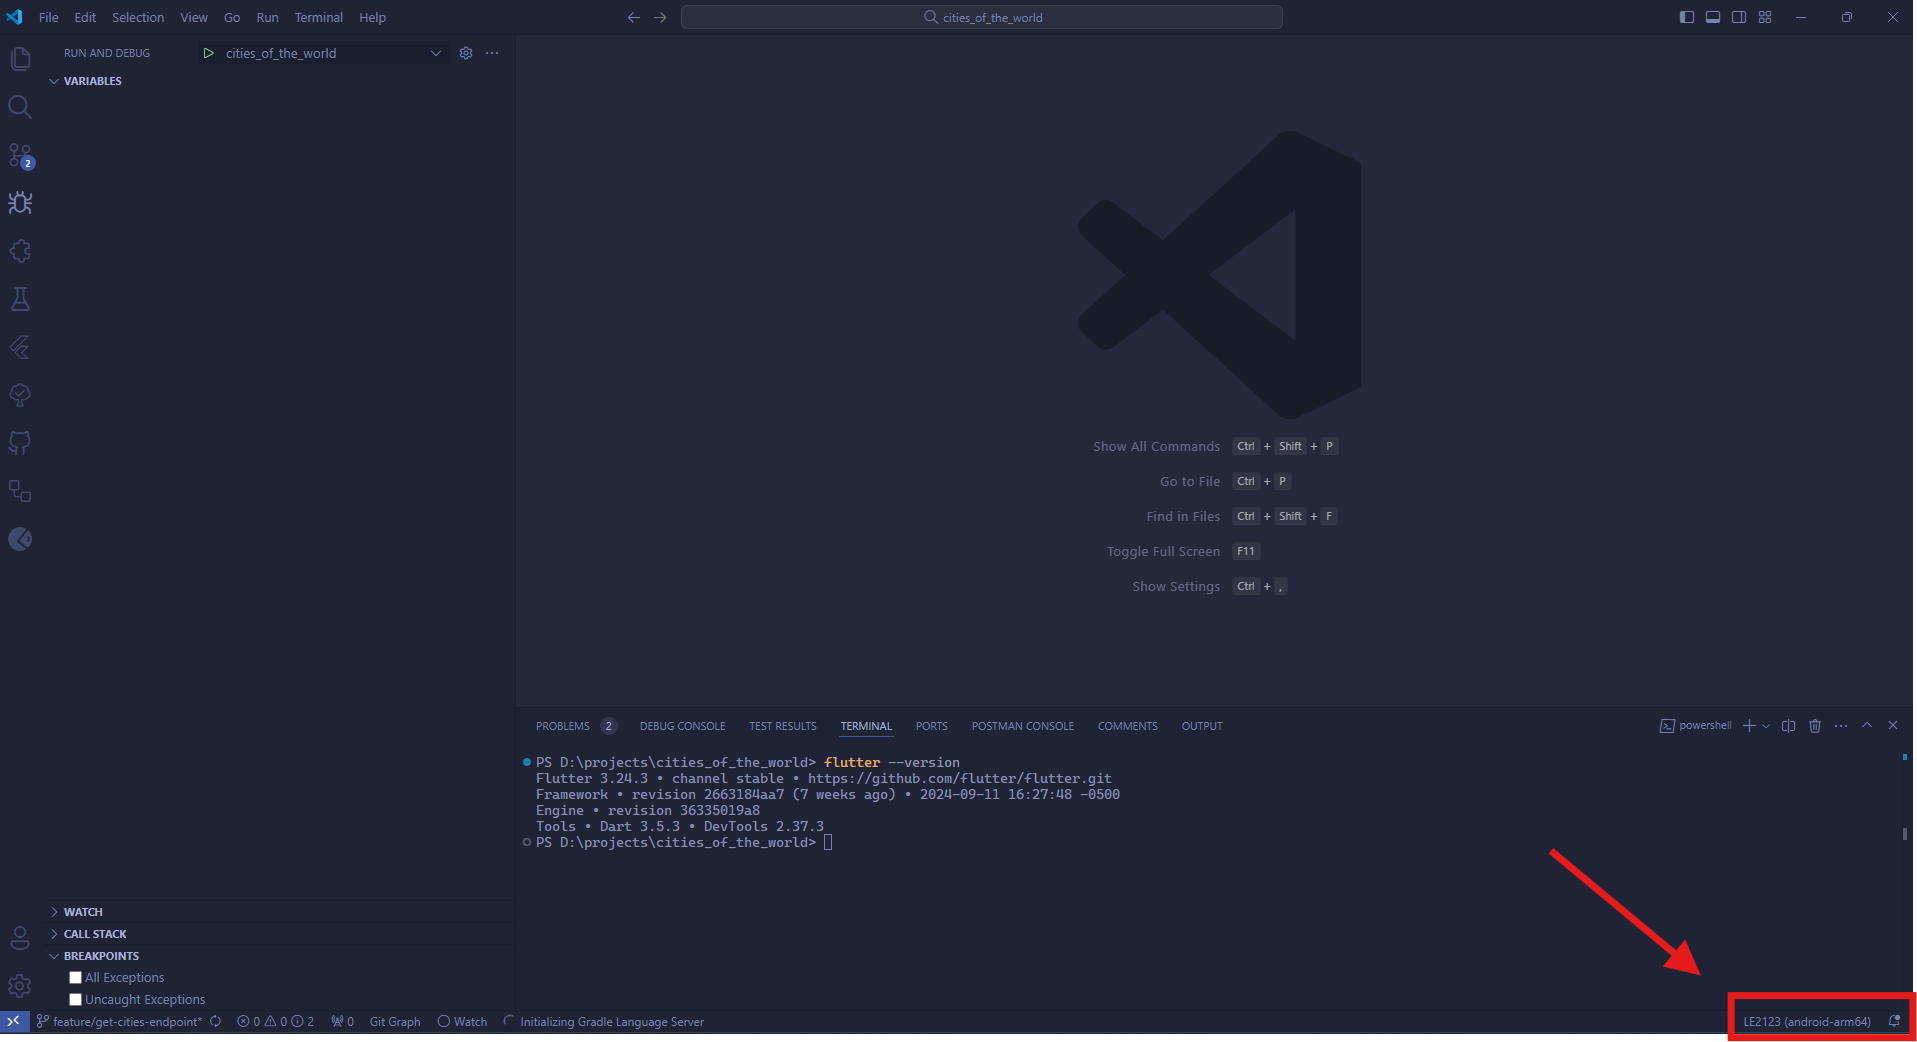 File Edit Selection View Go Run Terminal Help
cities_of_the_world
RUN AND DEBUG
cities_of_the_world
VARIABLES
2
Show All Commands Ctrl + Shift + P
Go to File Ctrl + P
Find in Files Ctrl + Shift + F
Toggle Full Screen F11
Show Settings Ctrl + ,
PROBLEMS 2 DEBUG CONSOLE TEST RESULTS TERMINAL PORTS POSTMAN CONSOLE COMMENTS OUTPUT
powershell
PS D:\projects\cities_of_the_world> flutter --version
Flutter 3.24.3 • channel stable • https://github.com/flutter/flutter.git
Framework • revision 2663184aa7 (7 weeks ago) • 2024-09-11 16:27:48 -0500
Engine • revision 36335019a8
Tools • Dart 3.5.3 • DevTools 2.37.3
PS D:\projects\cities_of_the_world>
WATCH
CALL STACK
BREAKPOINTS
All Exceptions
Uncaught Exceptions
feature/get-cities-endpoint* 0 0 2 0 Git Graph Watch Initializing Gradle Language Server
LE2123 (android-arm64)